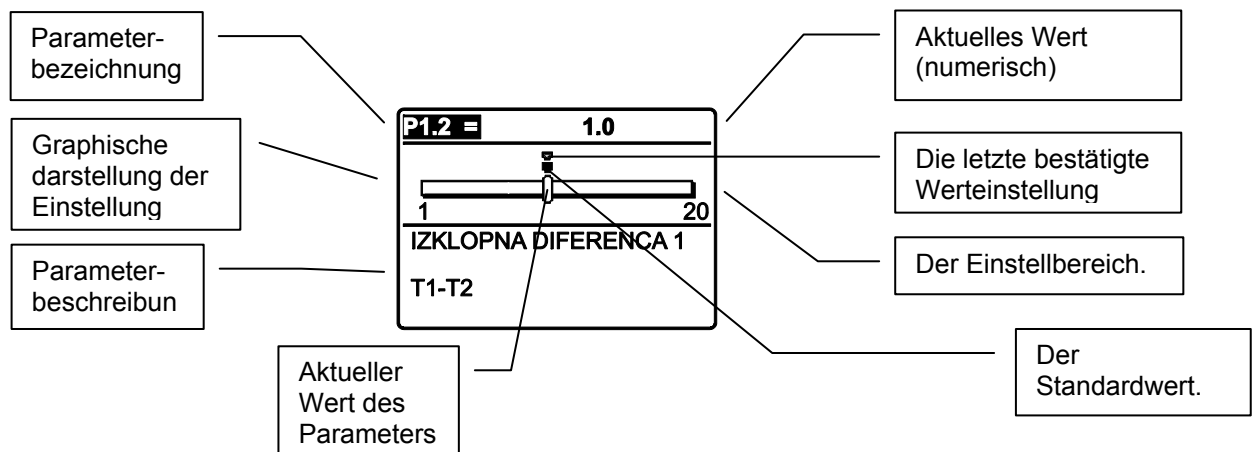 Parameter-
bezeichnung
Graphische
darstellung der
Einstellung
Parameter-
beschreibun
P1.2 =
1.0
1
20
IZKLOPNA DIFERENCA 1
T1-T2
Aktueller
Wert des
Parameters
Aktuelles Wert
(numerisch)
Die letzte bestätigte
Werteinstellung
Der Einstellbereich.
Der
Standardwert.